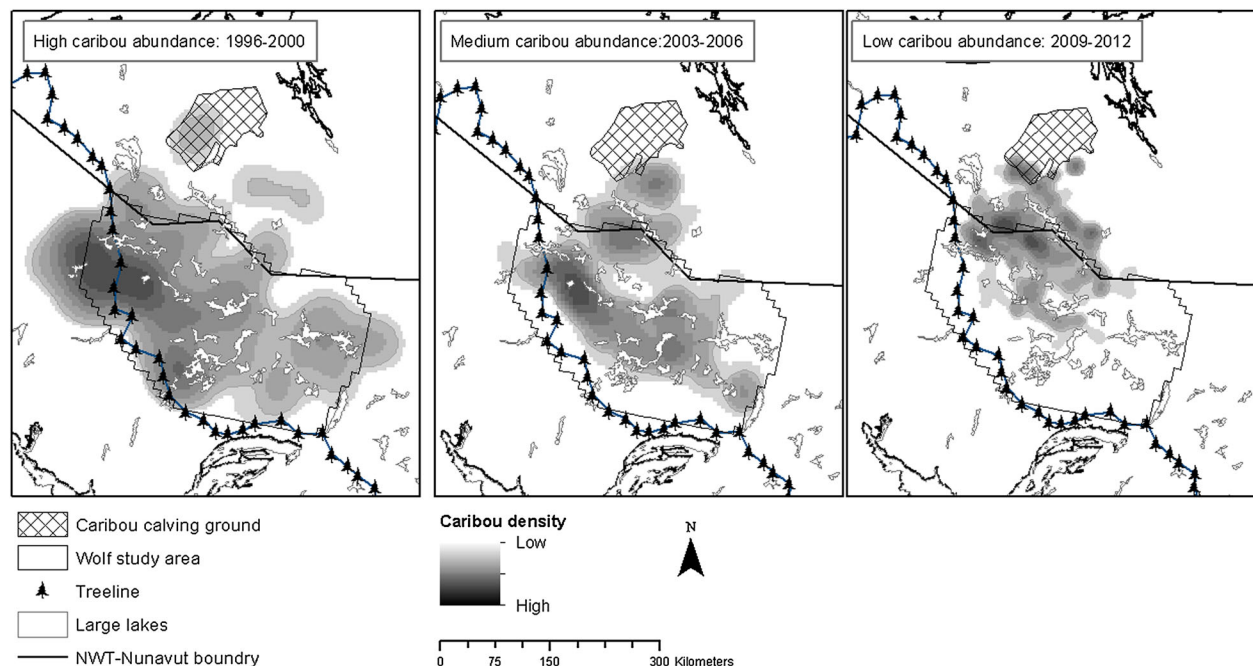 High caribou abundance: 1996-2000
Medium caribou abundance:2003-2006
Low caribou abundance: 2009-2012
Caribou calving ground
Wolf study area
Treeline
Large lakes
NWT-Nunavut boundry
Caribou density
Low
High
N
0 75 150 300 Kilometers